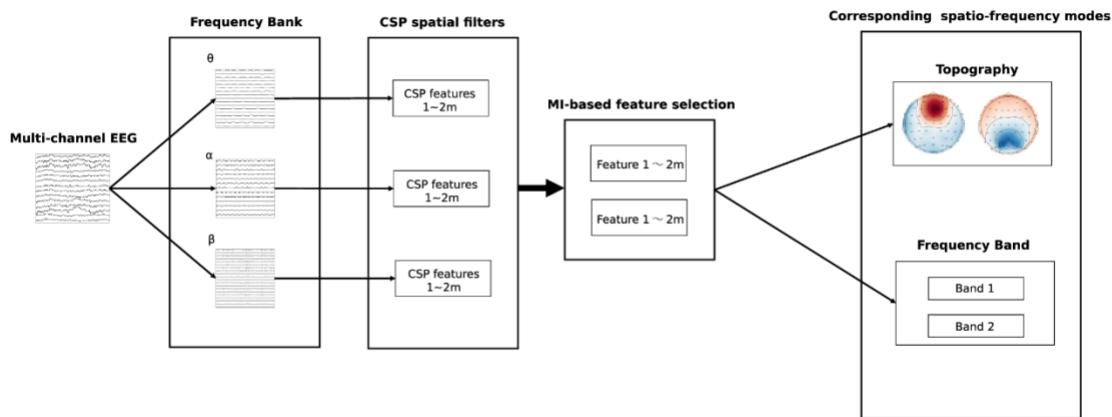 Multi-channel EEG
Frequency Bank
θ
α
β
CSP spatial filters
CSP features
1~2m
CSP features
1~2m
CSP features
1~2m
MI-based feature selection
Feature 1 ～ 2m
Feature 1 ～ 2m
Corresponding spatio-frequency modes
Topography
Frequency Band
Band 1
Band 2